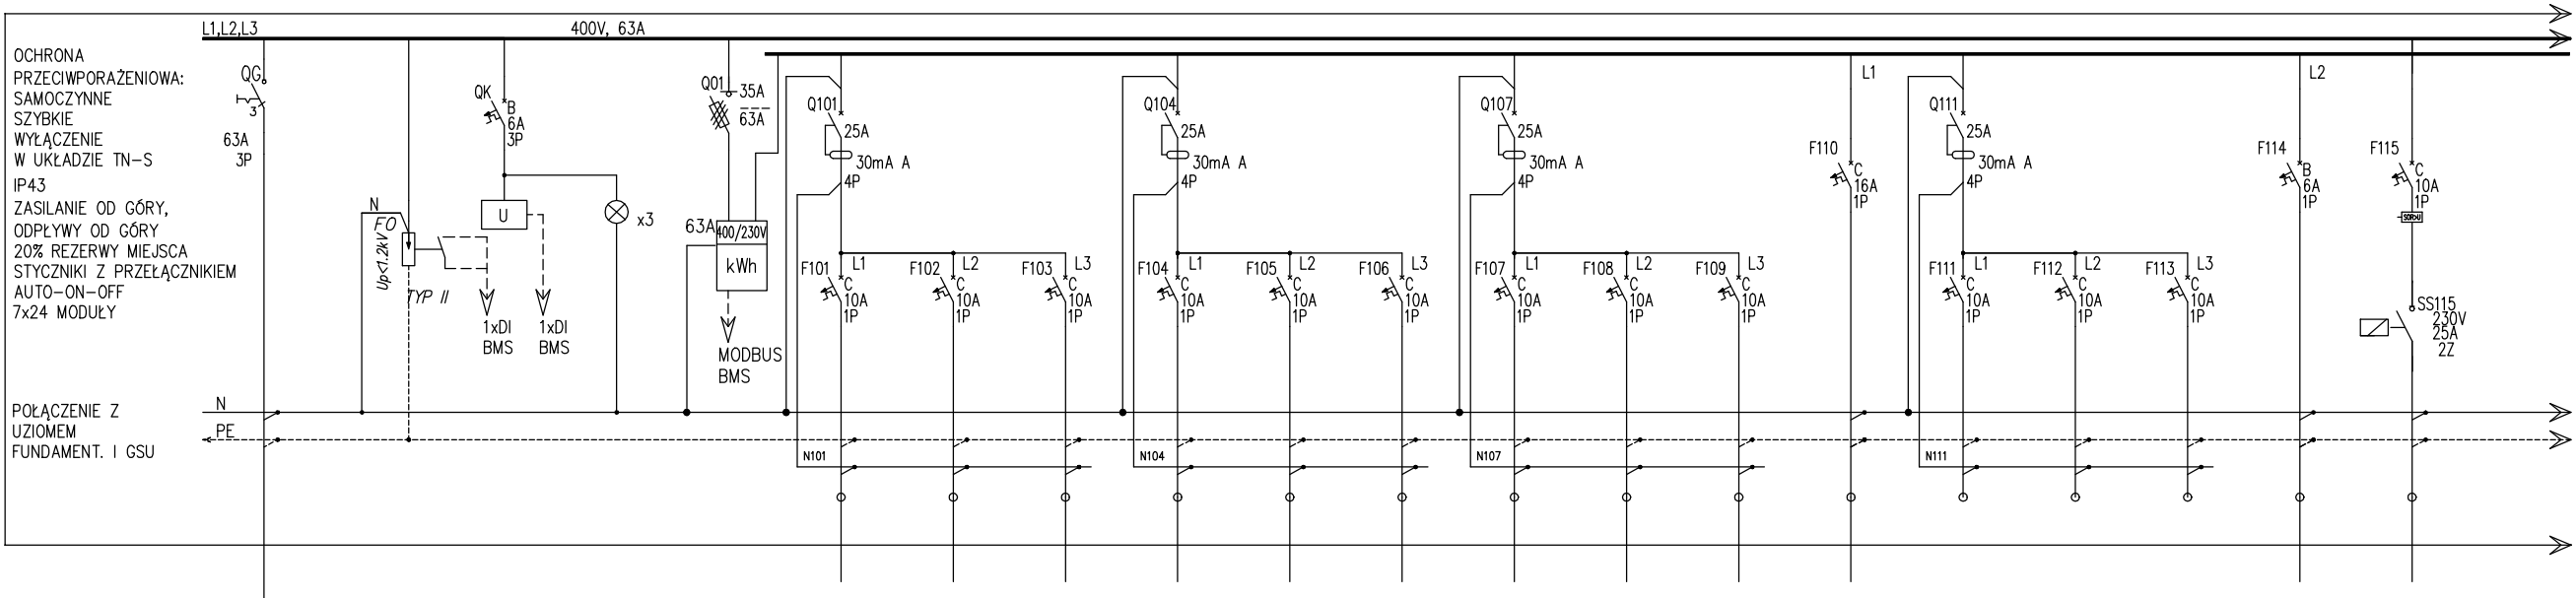 L1,L2,L3
400V, 63A
OCHRONA
PRZECIWPORAŻENIOWA:
SAMOCZYNNE
SZYBKIE
WYŁĄCZENIE
W UKŁADZIE TN-S
IP43
ZASILANIE OD GÓRY,
ODPŁYWY OD GÓRY
20% REZERWY MIEJSCA
STYCZNIKI Z PRZEŁĄCZNIKIEM
AUTO-ON-OFF
7x24 MODUŁY
POŁĄCZENIE Z
UZIOMEM
FUNDAMENT. I GSU
QG
3
63A
3P
N
PE
N
FO
Up<1.2kV
TYP II
QK
B
6A
3P
U
x3
1xDI
BMS
1xDI
BMS
Q01
35A
63A
63A
400/230V
kWh
MODBUS
BMS
Q101
25A
30mA A
4P
F101
L1
C
10A
1P
F102
L2
C
10A
1P
F103
L3
C
10A
1P
N101
Q104
25A
30mA A
4P
F104
L1
C
10A
1P
F105
L2
C
10A
1P
F106
L3
C
10A
1P
N104
Q107
25A
30mA A
4P
F107
L1
C
10A
1P
F108
L2
C
10A
1P
F109
L3
C
10A
1P
N107
L1
F110
C
16A
1P
Q111
25A
30mA A
4P
F111
L1
C
10A
1P
F112
L2
C
10A
1P
F113
L3
C
10A
1P
N111
L2
F114
B
6A
1P
F115
C
10A
1P
SS115
230V
25A
2Z